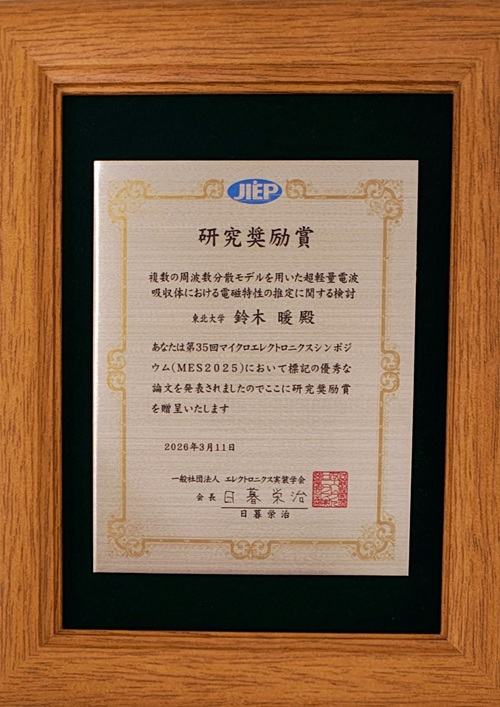 JIEP
研究奨励賞
複数の周波数分散モデルを用いた超軽量電波
吸収体における電磁特性の推定に関する検討
東北大学 鈴木 暖 殿
あなたは第35回マイクロエレクトロニクスシンポジ
ウム(MES2025)において標記の優秀な
論文を発表されましたのでここに研究奨励賞
を贈呈いたします
2026年3月11日
一般社団法人 エレクトロニクス実装学会
会長 日暮栄治
日暮栄治